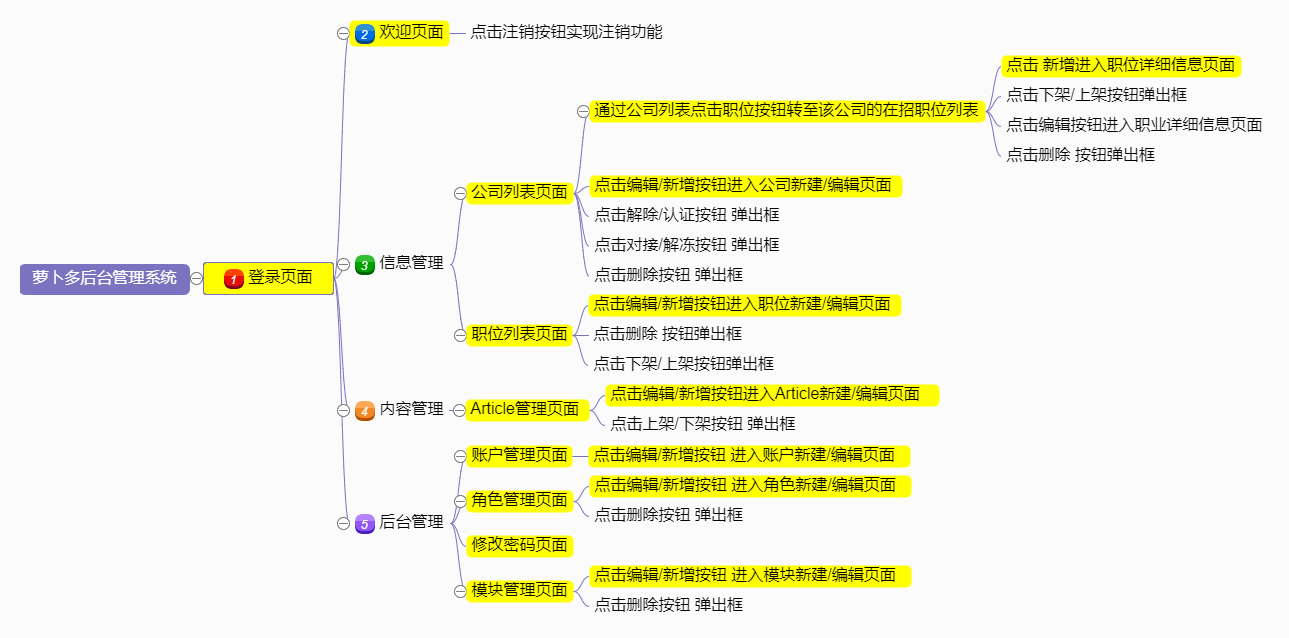 萝卜多后台管理系统
1 登录页面
2 欢迎页面
点击注销按钮实现注销功能
3 信息管理
公司列表页面
通过公司列表点击职位按钮转至该公司的在招职位列表
点击 新增进入职位详细信息页面
点击下架/上架按钮弹出框
点击编辑按钮进入职业详细信息页面
点击删除 按钮弹出框
点击编辑/新增按钮进入公司新建/编辑页面
点击解除/认证按钮 弹出框
点击对接/解冻按钮 弹出框
点击删除按钮 弹出框
职位列表页面
点击编辑/新增按钮进入职位新建/编辑页面
点击删除 按钮弹出框
点击下架/上架按钮弹出框
4 内容管理
Article管理页面
点击编辑/新增按钮进入Article新建/编辑页面
点击上架/下架按钮 弹出框
5 后台管理
账户管理页面
点击编辑/新增按钮 进入账户新建/编辑页面
角色管理页面
点击编辑/新增按钮 进入角色新建/编辑页面
点击删除按钮 弹出框
修改密码页面
模块管理页面
点击编辑/新增按钮 进入模块新建/编辑页面
点击删除按钮 弹出框